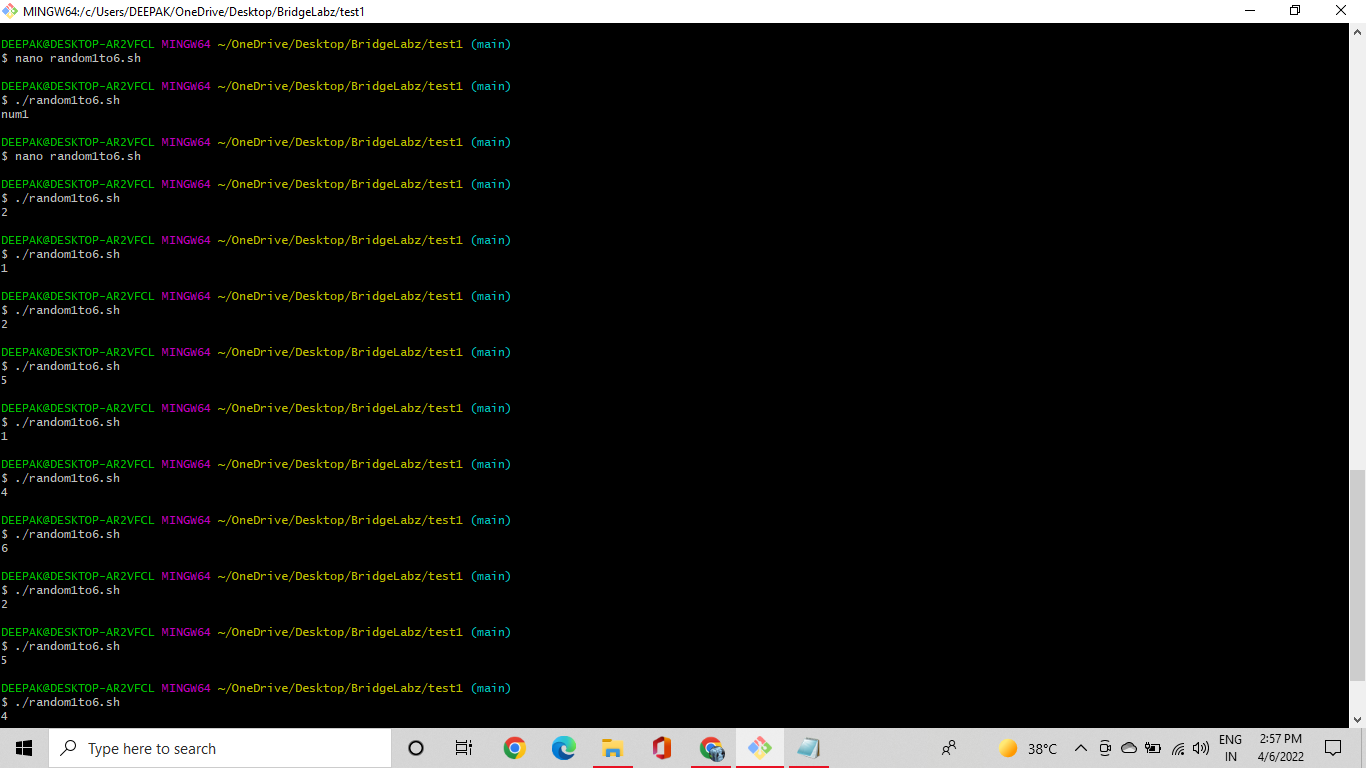 MINGW64:/c/Users/DEEPAK/OneDrive/Desktop/BridgeLabz/test1
DEEPAK@DESKTOP-AR2VFCL MINGW64 ~/OneDrive/Desktop/BridgeLabz/test1 (main)
$ nano random1to6.sh
DEEPAK@DESKTOP-AR2VFCL MINGW64 ~/OneDrive/Desktop/BridgeLabz/test1 (main)
$ ./random1to6.sh
num1
DEEPAK@DESKTOP-AR2VFCL MINGW64 ~/OneDrive/Desktop/BridgeLabz/test1 (main)
$ nano random1to6.sh
DEEPAK@DESKTOP-AR2VFCL MINGW64 ~/OneDrive/Desktop/BridgeLabz/test1 (main)
$ ./random1to6.sh
2
DEEPAK@DESKTOP-AR2VFCL MINGW64 ~/OneDrive/Desktop/BridgeLabz/test1 (main)
$ ./random1to6.sh
1
DEEPAK@DESKTOP-AR2VFCL MINGW64 ~/OneDrive/Desktop/BridgeLabz/test1 (main)
$ ./random1to6.sh
2
DEEPAK@DESKTOP-AR2VFCL MINGW64 ~/OneDrive/Desktop/BridgeLabz/test1 (main)
$ ./random1to6.sh
5
DEEPAK@DESKTOP-AR2VFCL MINGW64 ~/OneDrive/Desktop/BridgeLabz/test1 (main)
$ ./random1to6.sh
1
DEEPAK@DESKTOP-AR2VFCL MINGW64 ~/OneDrive/Desktop/BridgeLabz/test1 (main)
$ ./random1to6.sh
4
DEEPAK@DESKTOP-AR2VFCL MINGW64 ~/OneDrive/Desktop/BridgeLabz/test1 (main)
$ ./random1to6.sh
6
DEEPAK@DESKTOP-AR2VFCL MINGW64 ~/OneDrive/Desktop/BridgeLabz/test1 (main)
$ ./random1to6.sh
2
DEEPAK@DESKTOP-AR2VFCL MINGW64 ~/OneDrive/Desktop/BridgeLabz/test1 (main)
$ ./random1to6.sh
5
DEEPAK@DESKTOP-AR2VFCL MINGW64 ~/OneDrive/Desktop/BridgeLabz/test1 (main)
$ ./random1to6.sh
4
Type here to search
38°C
ENG
IN
2:57 PM
4/6/2022